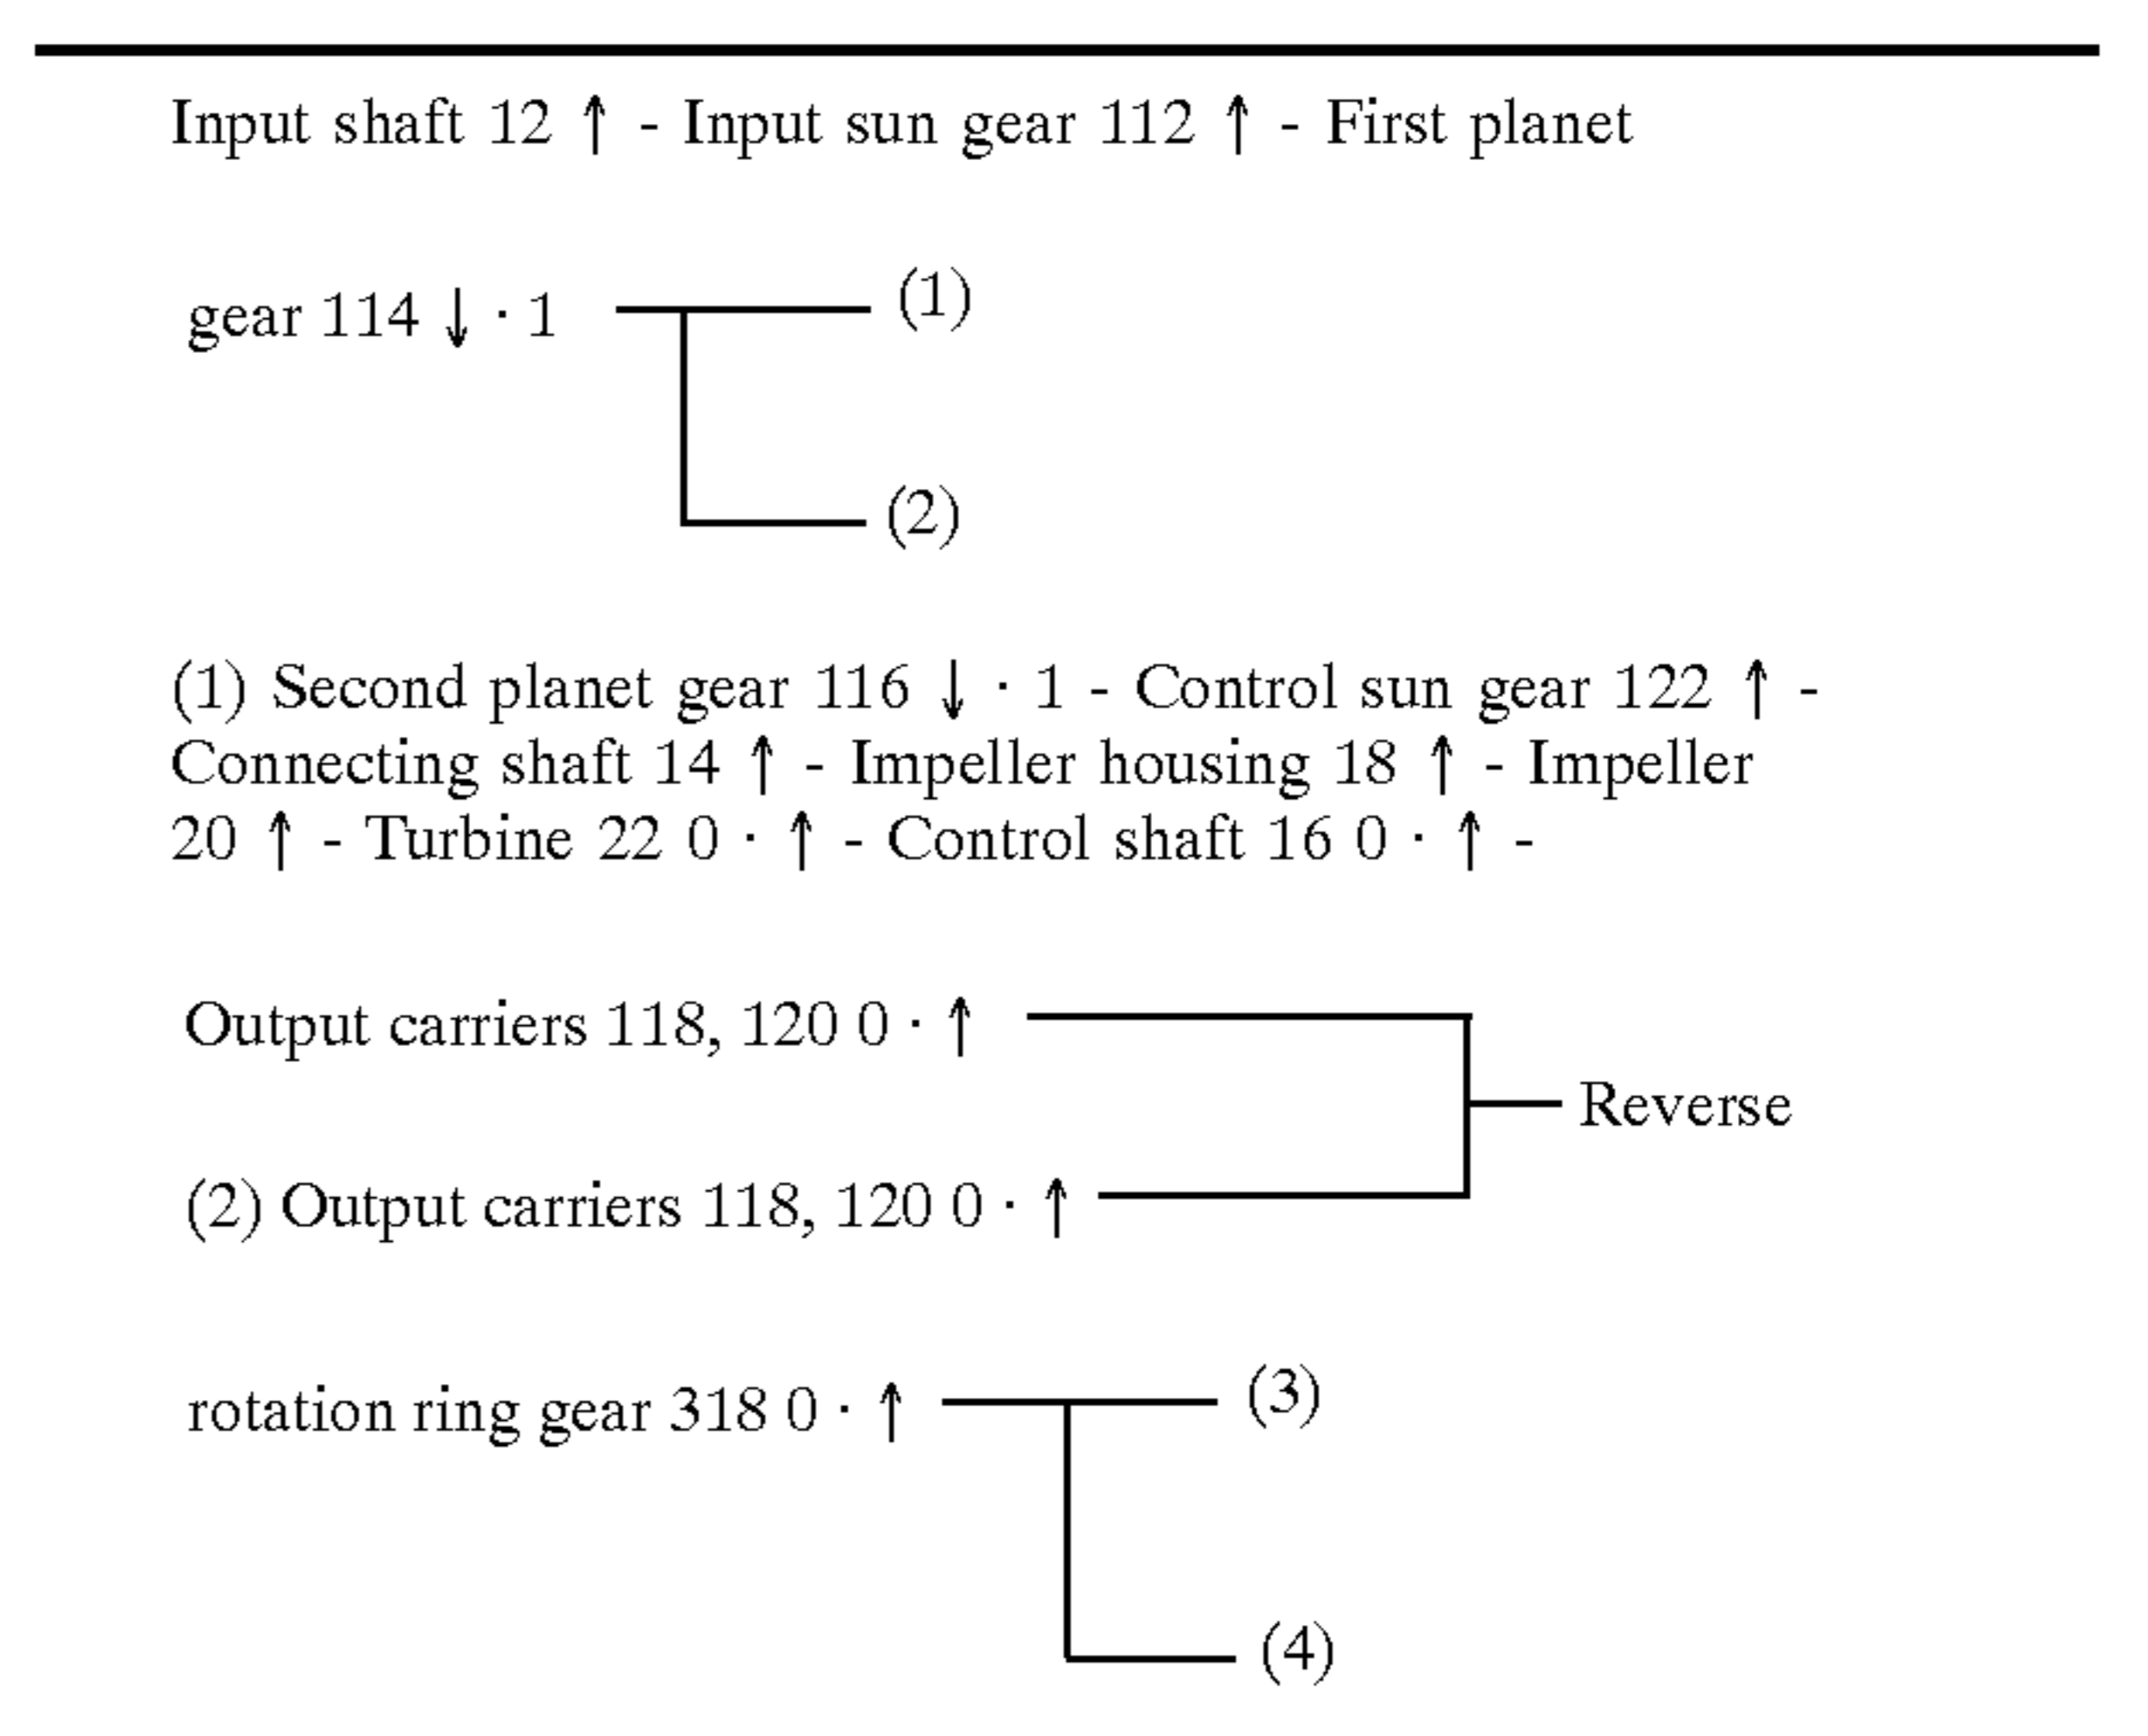 Input shaft 12 ↑ - Input sun gear 112 ↑ - First planet
gear 114 ↓ · 1
(1)
(2)
(1) Second planet gear 116 ↓ · 1 - Control sun gear 122 ↑ -
Connecting shaft 14 ↑ - Impeller housing 18 ↑ - Impeller
20 ↑ - Turbine 22 0 · ↑ - Control shaft 16 0 · ↑ -
Output carriers 118, 120 0 · ↑
Reverse
(2) Output carriers 118, 120 0 · ↑
rotation ring gear 318 0 · ↑
(3)
(4)